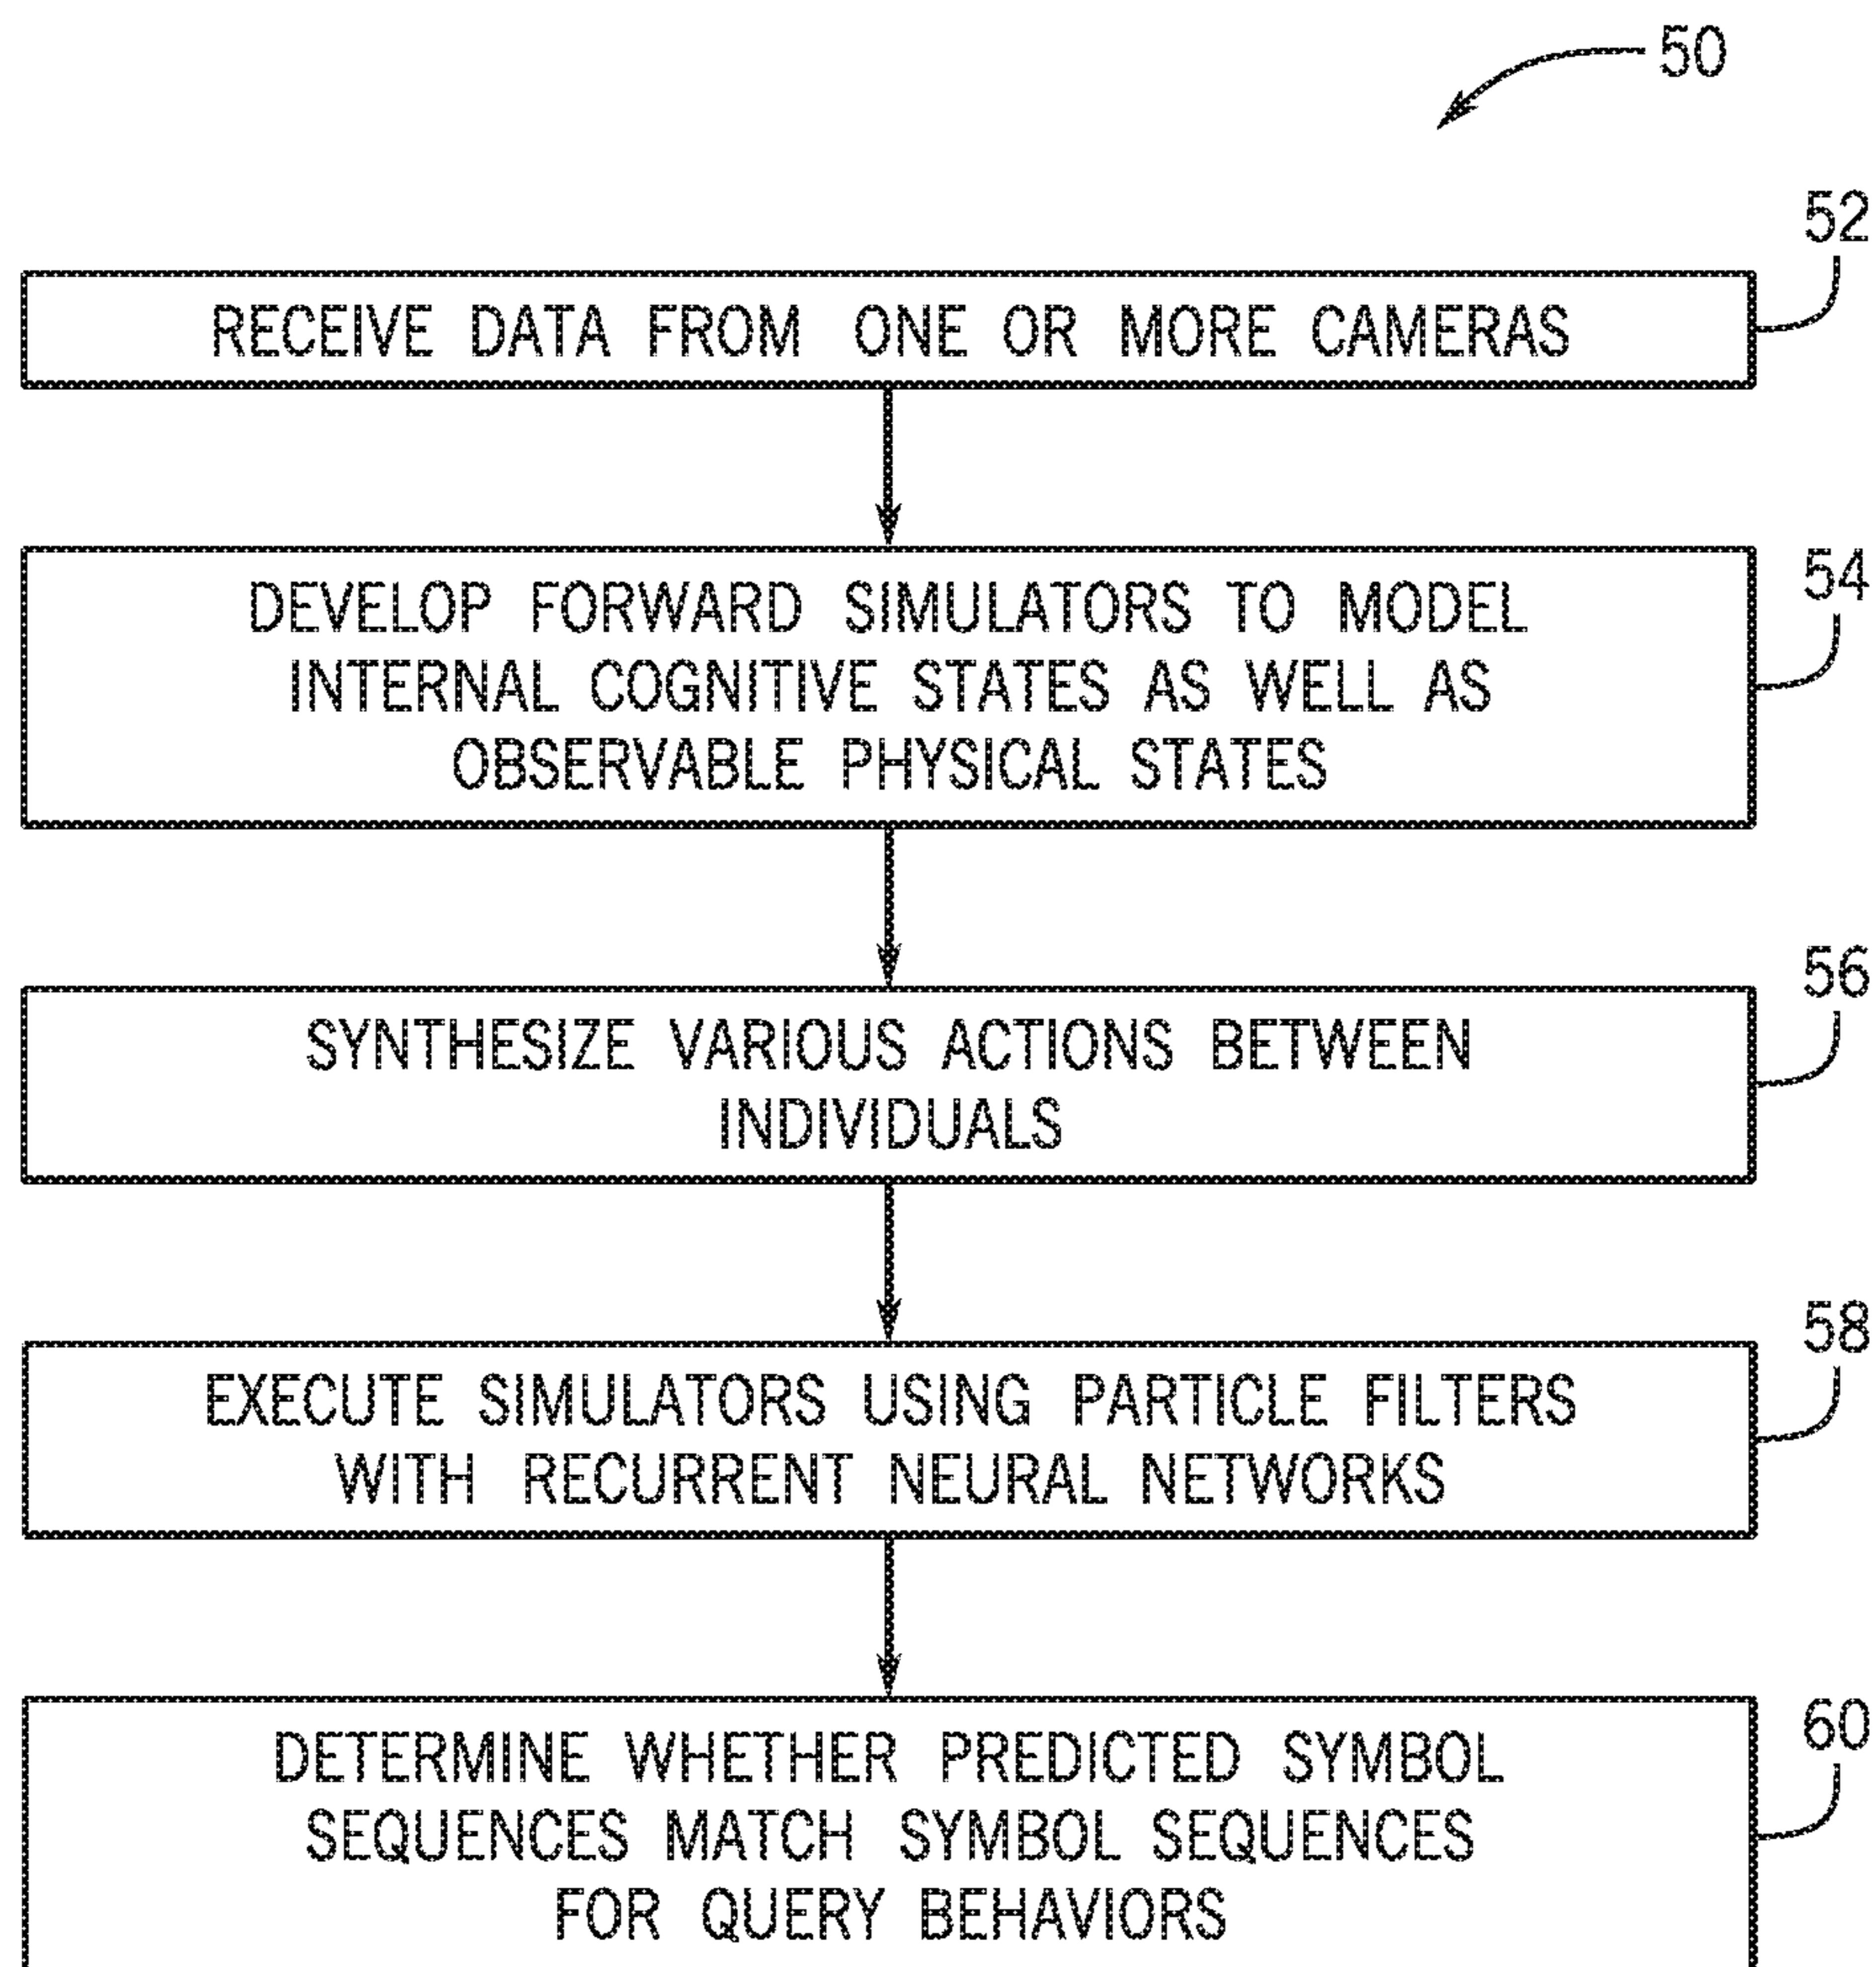 50
52
RECEIVE DATA FROM ONE OR MORE CAMERAS
54
DEVELOP FORWARD SIMULATORS TO MODEL
INTERNAL COGNITIVE STATES AS WELL AS
OBSERVABLE PHYSICAL STATES
56
SYNTHESIZE VARIOUS ACTIONS BETWEEN
INDIVIDUALS
58
EXECUTE SIMULATORS USING PARTICLE FILTERS
WITH RECURRENT NEURAL NETWORKS
60
DETERMINE WHETHER PREDICTED SYMBOL
SEQUENCES MATCH SYMBOL SEQUENCES
FOR QUERY BEHAVIORS